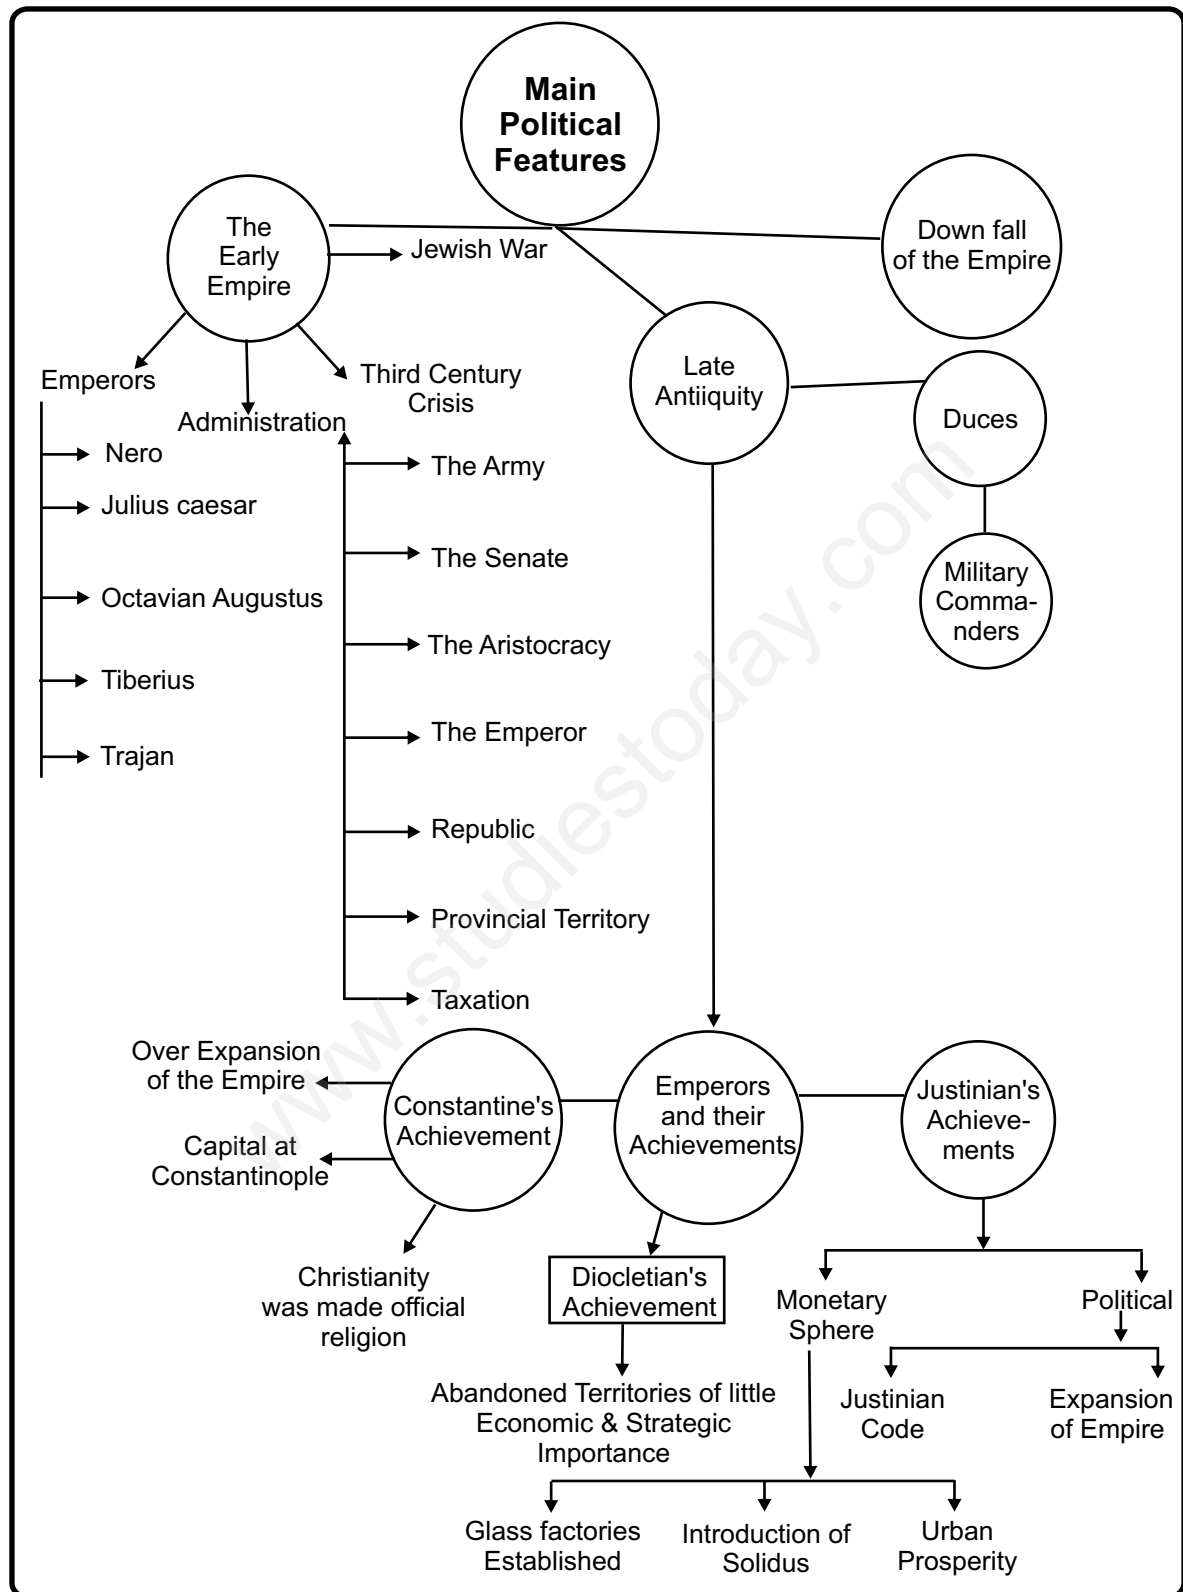 Main
Political
Features
The
Early
Empire
Jewish War
Down fall
of the Empire
Emperors
Administration
Third Century
Crisis
Late
Antiiquity
Duces
Military
Comma-
nders
Nero
Julius caesar
Octavian Augustus
Tiberius
Trajan
The Army
The Senate
The Aristocracy
The Emperor
Republic
Provincial Territory
Taxation
Over Expansion
of the Empire
Capital at
Constantinople
Constantine's
Achievement
Emperors
and their
Achievements
Justinian's
Achieve-
ments
Christianity
was made official
religion
Diocletian's
Achievement
Abandoned Territories of little
Economic & Strategic
Importance
Monetary
Sphere
Political
Justinian
Code
Expansion
of Empire
Glass factories
Established
Introduction of
Solidus
Urban
Prosperity
www.studiestoday.com